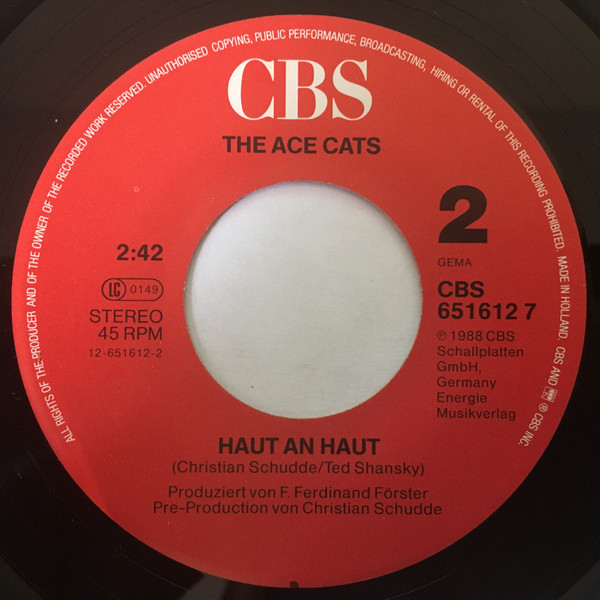 ALL RIGHTS OF THE PRODUCER AND OF THE OWNER OF THE RECORDED WORK RESERVED. UNAUTHORISED COPYING, PUBLIC PERFORMANCE, BROADCASTING, HIRING OR RENTAL OF THIS RECORDING PROHIBITED. MADE IN HOLLAND. CBS AND ℗ CBS INC.
CBS
THE ACE CATS
2
GEMA
2:42
LC 0149
STEREO
45 RPM
12-651612-2
CBS
651612 7
℗ 1988 CBS
Schallplatten
GmbH,
Germany
Energie
Musikverlag
HAUT AN HAUT
(Christian Schudde/Ted Shansky)
Produziert von F. Ferdinand Förster
Pre-Production von Christian Schudde